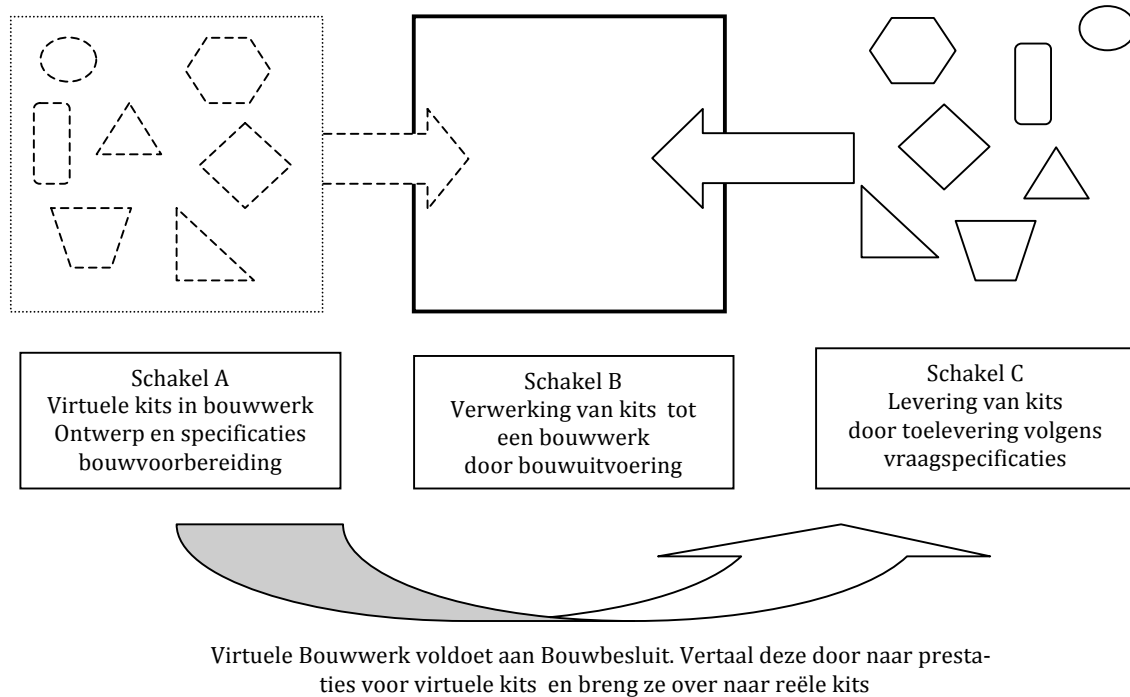 Schakel A
Virtuele kits in bouwwerk
Ontwerp en specificaties
bouwvoorbereiding
Schakel B
Verwerking van kits tot
een bouwwerk
door bouwuitvoering
Schakel C
Levering van kits
door toelevering volgens
vraagspecificaties
Virtuele Bouwwerk voldoet aan Bouwbesluit. Vertaal deze door naar presta-
ties voor virtuele kits en breng ze over naar reële kits